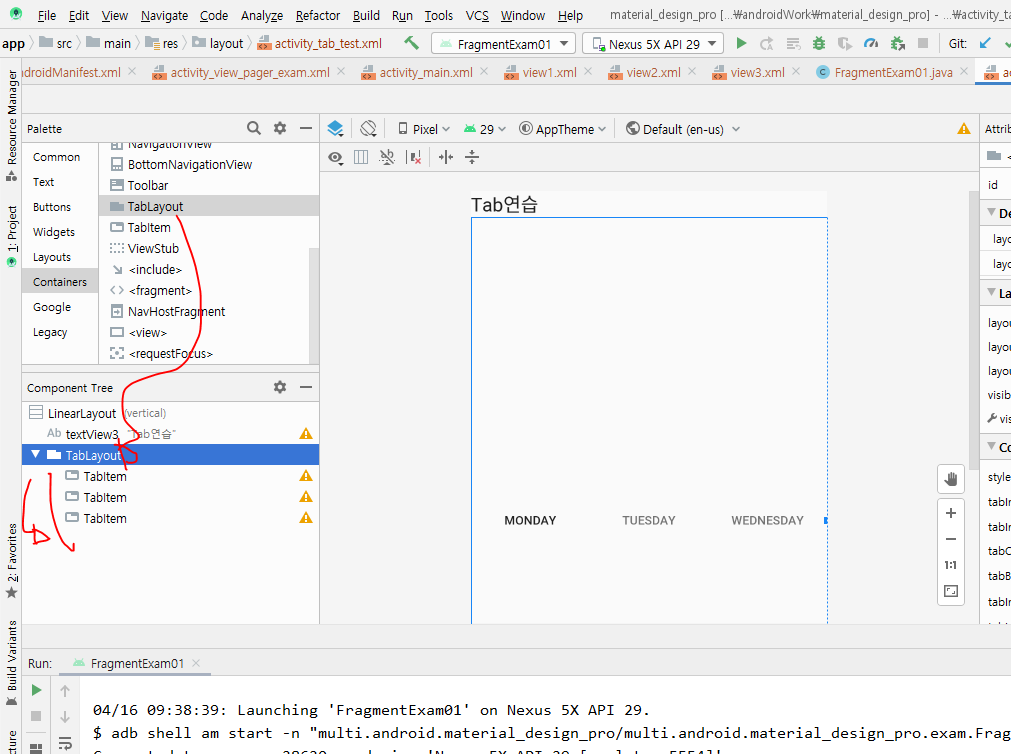 File Edit View Navigate Code Analyze Refactor Build Run Tools VCS Window Help material_design_pro [...₩androidWork₩material_design_pro] - ...₩activity_ta
app src main res layout activity_tab_test.xml FragmentExam01 Nexus 5X API 29 Git:
ndroidManifest.xml activity_view_pager_exam.xml activity_main.xml view1.xml view2.xml view3.xml FragmentExam01.java ac
Resource Manager
1: Project
2: Favorites
Build Variants
Palette
Common
Text
Buttons
Widgets
Layouts
Containers
Google
Legacy
NavigationView
BottomNavigationView
Toolbar
TabLayout
TabItem
ViewStub
<include>
<fragment>
NavHostFragment
<view>
<requestFocus>
Component Tree
LinearLayout (vertical)
Ab textView3 "Tab연습"
TabLayout
TabItem
TabItem
TabItem
Pixel 29 AppTheme Default (en-us)
Tab연습
MONDAY TUESDAY WEDNESDAY
1:1
Attrib
id
De
layo
layo
La
layou
layou
layou
visib
vis
Co
style
tabIn
tabIn
tabC
tabB
tabIn
Run: FragmentExam01
04/16 09:38:39: Launching 'FragmentExam01' on Nexus 5X API 29.
$ adb shell am start -n "multi.android.material_design_pro/multi.android.material_design_pro.exam.Frag